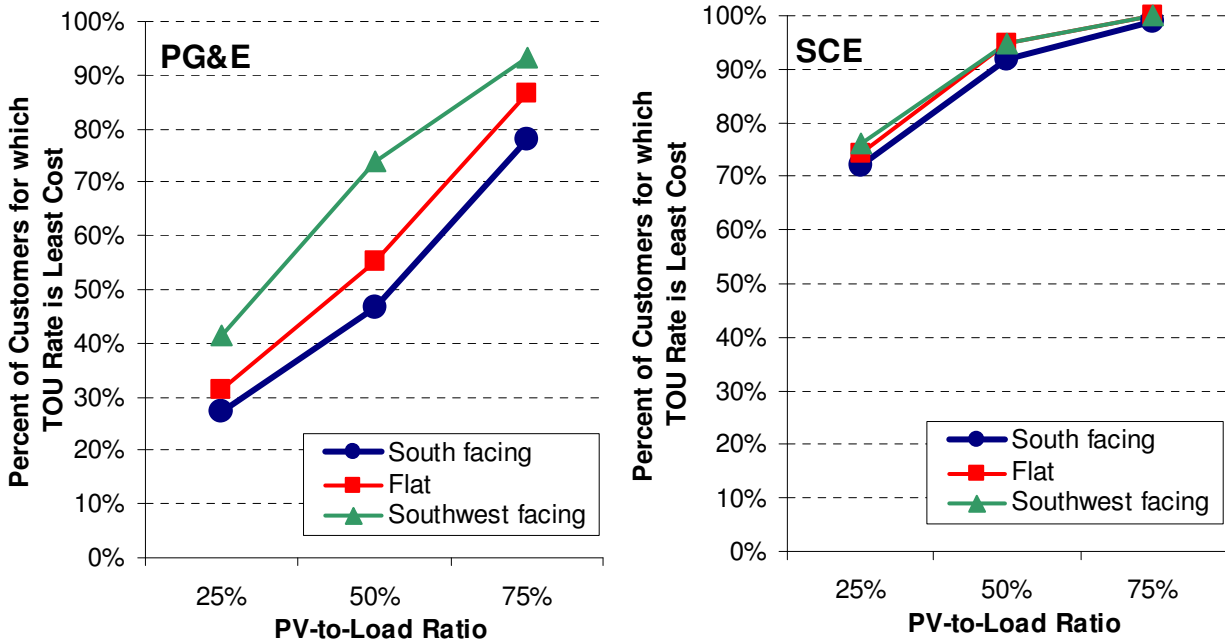 PG&E
Percent of Customers for which
TOU Rate is Least Cost
100%
90%
80%
70%
60%
50%
40%
30%
20%
10%
0%
South facing
Flat
Southwest facing
25% 50% 75%
PV-to-Load Ratio
SCE
Percent of Customers for which
TOU Rate is Least Cost
100%
90%
80%
70%
60%
50%
40%
30%
20%
10%
0%
South facing
Flat
Southwest facing
25% 50% 75%
PV-to-Load Ratio